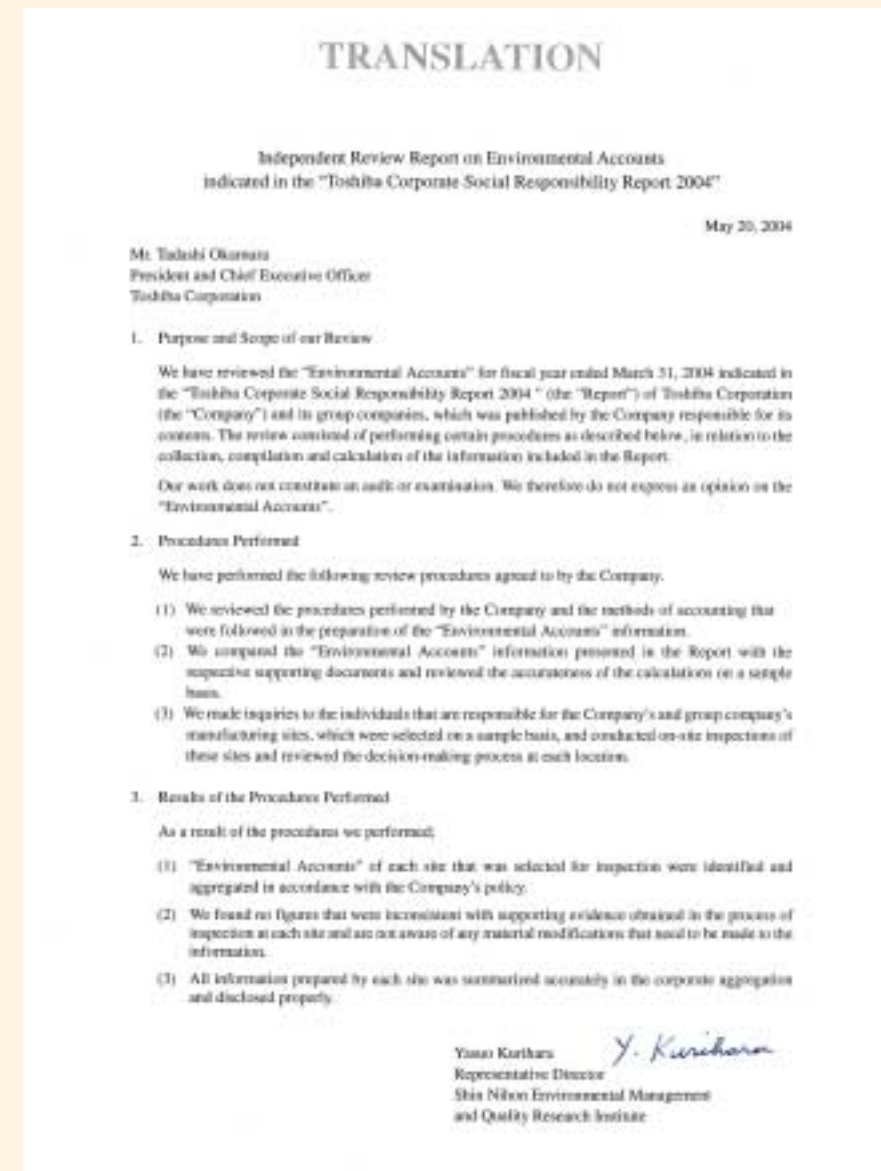 TRANSLATION
Independent Review Report on Environmental Accounts
indicated in the "Toshiba Corporate Social Responsibility Report 2004"
May 20, 2004
Mr. Tadashi Okamura
President and Chief Executive Officer
Toshiba Corporation
1. Purpose and Scope of our Review
We have reviewed the "Environmental Accounts" for fiscal year ended March 31, 2004 indicated in
the "Toshiba Corporate Social Responsibility Report 2004 " (the "Report") of Toshiba Corporation
(the "Company") and its group companies, which was published by the Company responsible for its
contents. The review consisted of performing certain procedures as described below, in relation to the
collection, compilation and calculation of the information included in the Report.
Our work does not constitute an audit or examination. We therefore do not express an opinion on the
"Environmental Accounts".
2. Procedures Performed
We have performed the following review procedures agreed to by the Company.
(1) We reviewed the procedures performed by the Company and the methods of accounting that
were followed in the preparation of the "Environmental Accounts" information.
(2) We compared the "Environmental Accounts" information presented in the Report with the
respective supporting documents and reviewed the accurateness of the calculations on a sample
basis.
(3) We made inquiries to the individuals that are responsible for the Company's and group company's
manufacturing sites, which were selected on a sample basis, and conducted on-site inspections of
these sites and reviewed the decision-making process at each location.
3. Results of the Procedures Performed
As a result of the procedures we performed;
(1) "Environmental Accounts" of each site that was selected for inspection were identified and
aggregated in accordance with the Company's policy.
(2) We found no figures that were inconsistent with supporting evidence obtained in the process of
inspection at each site and are not aware of any material modifications that need to be made to the
information.
(3) All information prepared by each site was summarized accurately in the corporate aggregation
and disclosed properly.
Y. Kurihara
Yasuo Kurihara
Representative Director
Shin Nihon Environmental Management
and Quality Research Institute